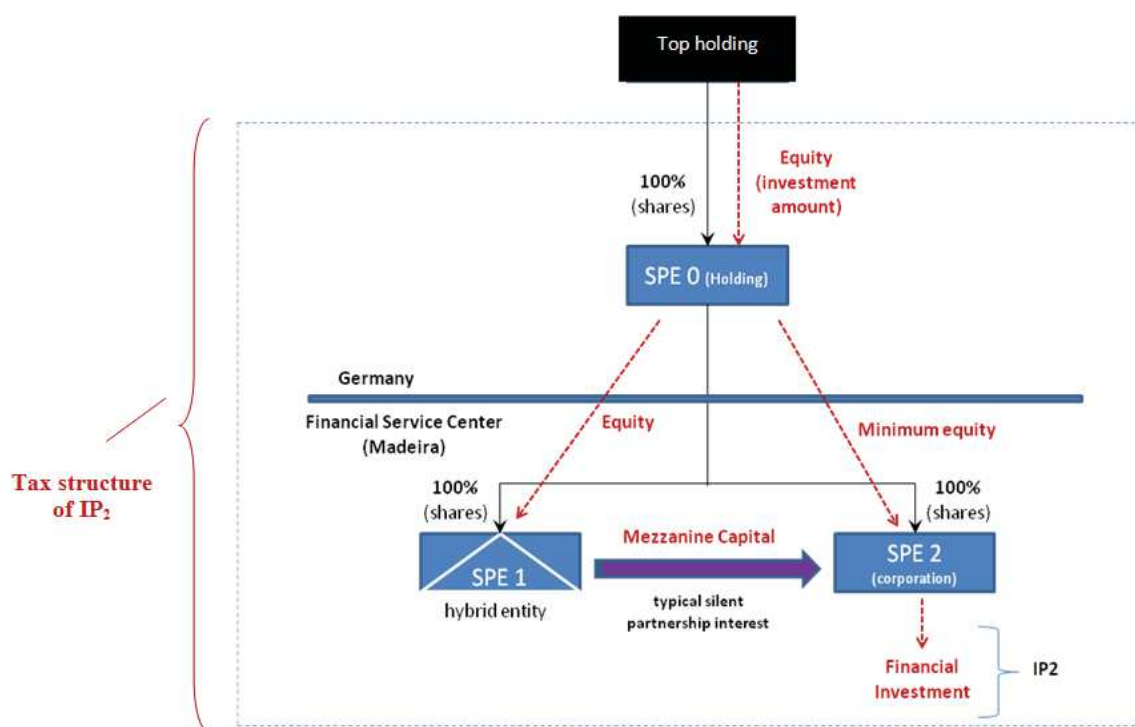 Top holding
100%
(shares)
Equity
(investment
amount)
SPE 0 (Holding)
Germany
Financial Service Center
(Madeira)
Equity
Minimum equity
Tax structure
of IP₂
100%
(shares)
100%
(shares)
Mezzanine Capital
SPE 1
SPE 2
(corporation)
hybrid entity
typical silent
partnership interest
Financial
Investment
IP2